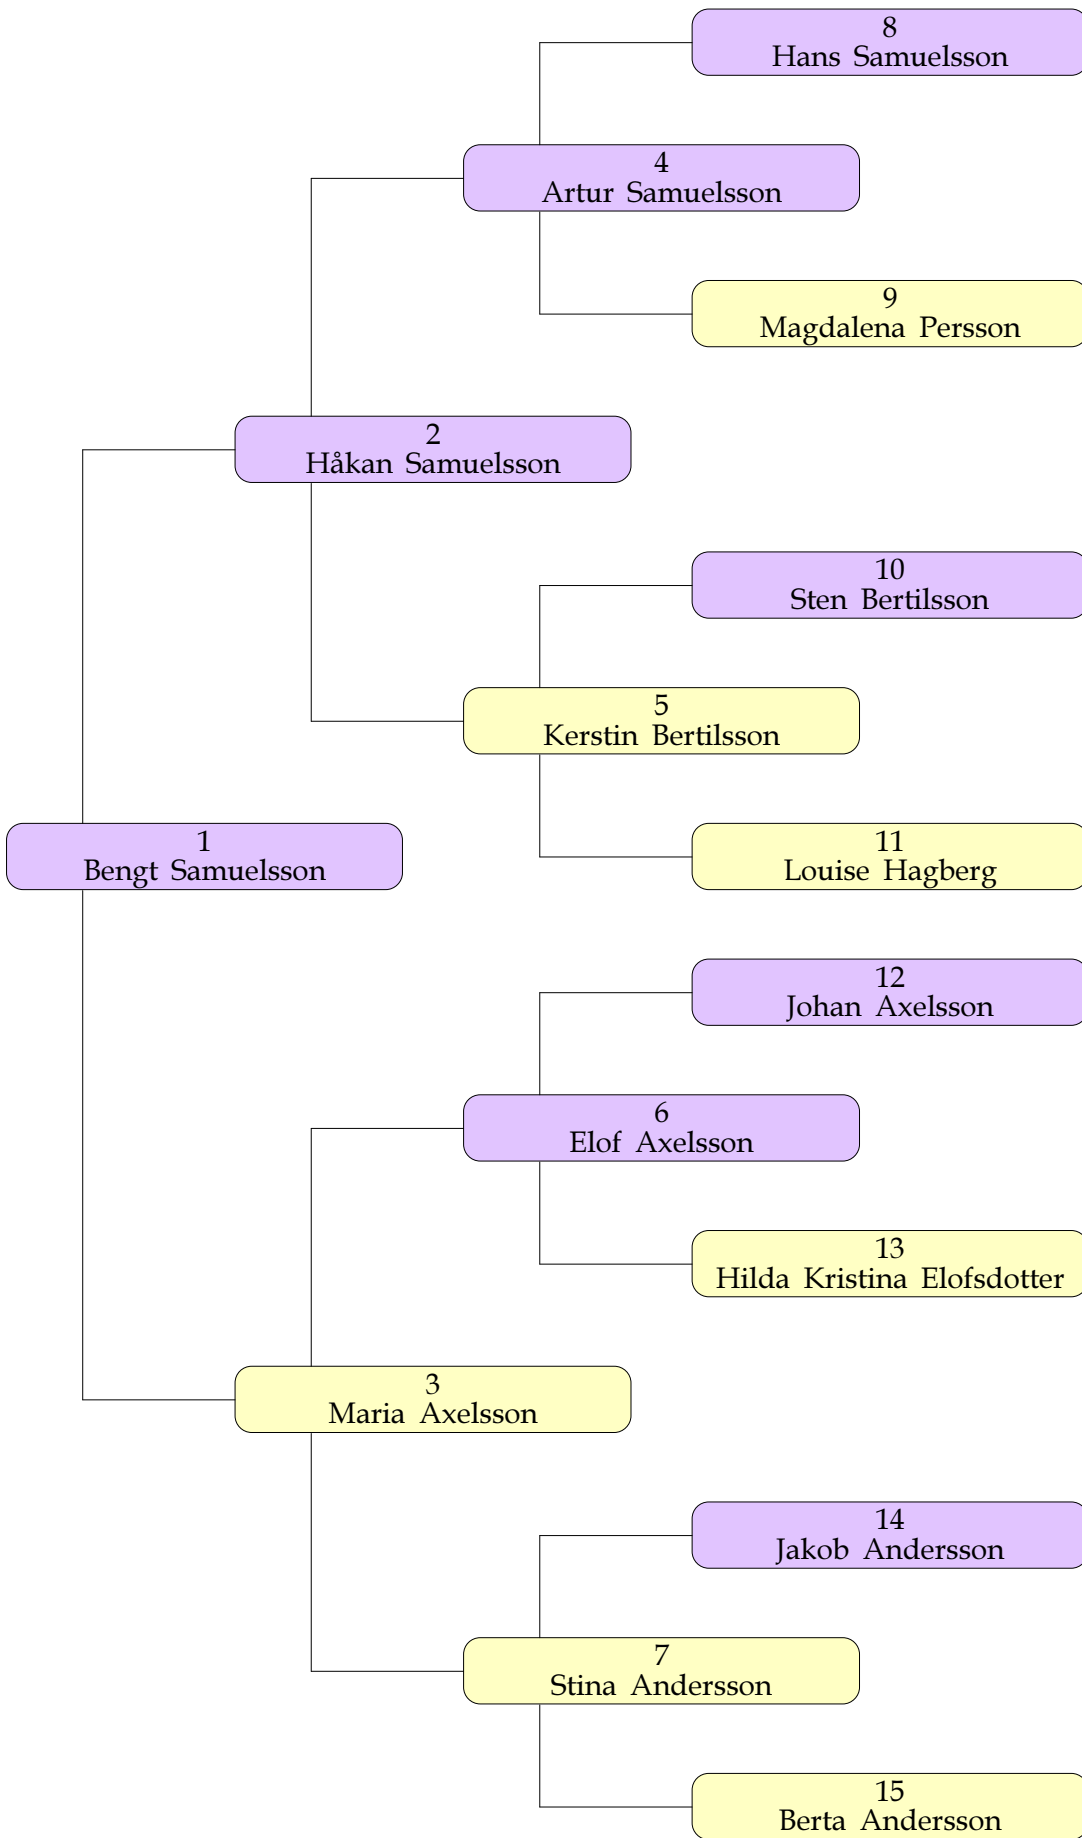 8
Hans Samuelsson
4
Artur Samuelsson
9
Magdalena Persson
2
Håkan Samuelsson
10
Sten Bertilsson
5
Kerstin Bertilsson
1
Bengt Samuelsson
11
Louise Hagberg
12
Johan Axelsson
6
Elof Axelsson
13
Hilda Kristina Elofsdotter
3
Maria Axelsson
14
Jakob Andersson
7
Stina Andersson
15
Berta Andersson